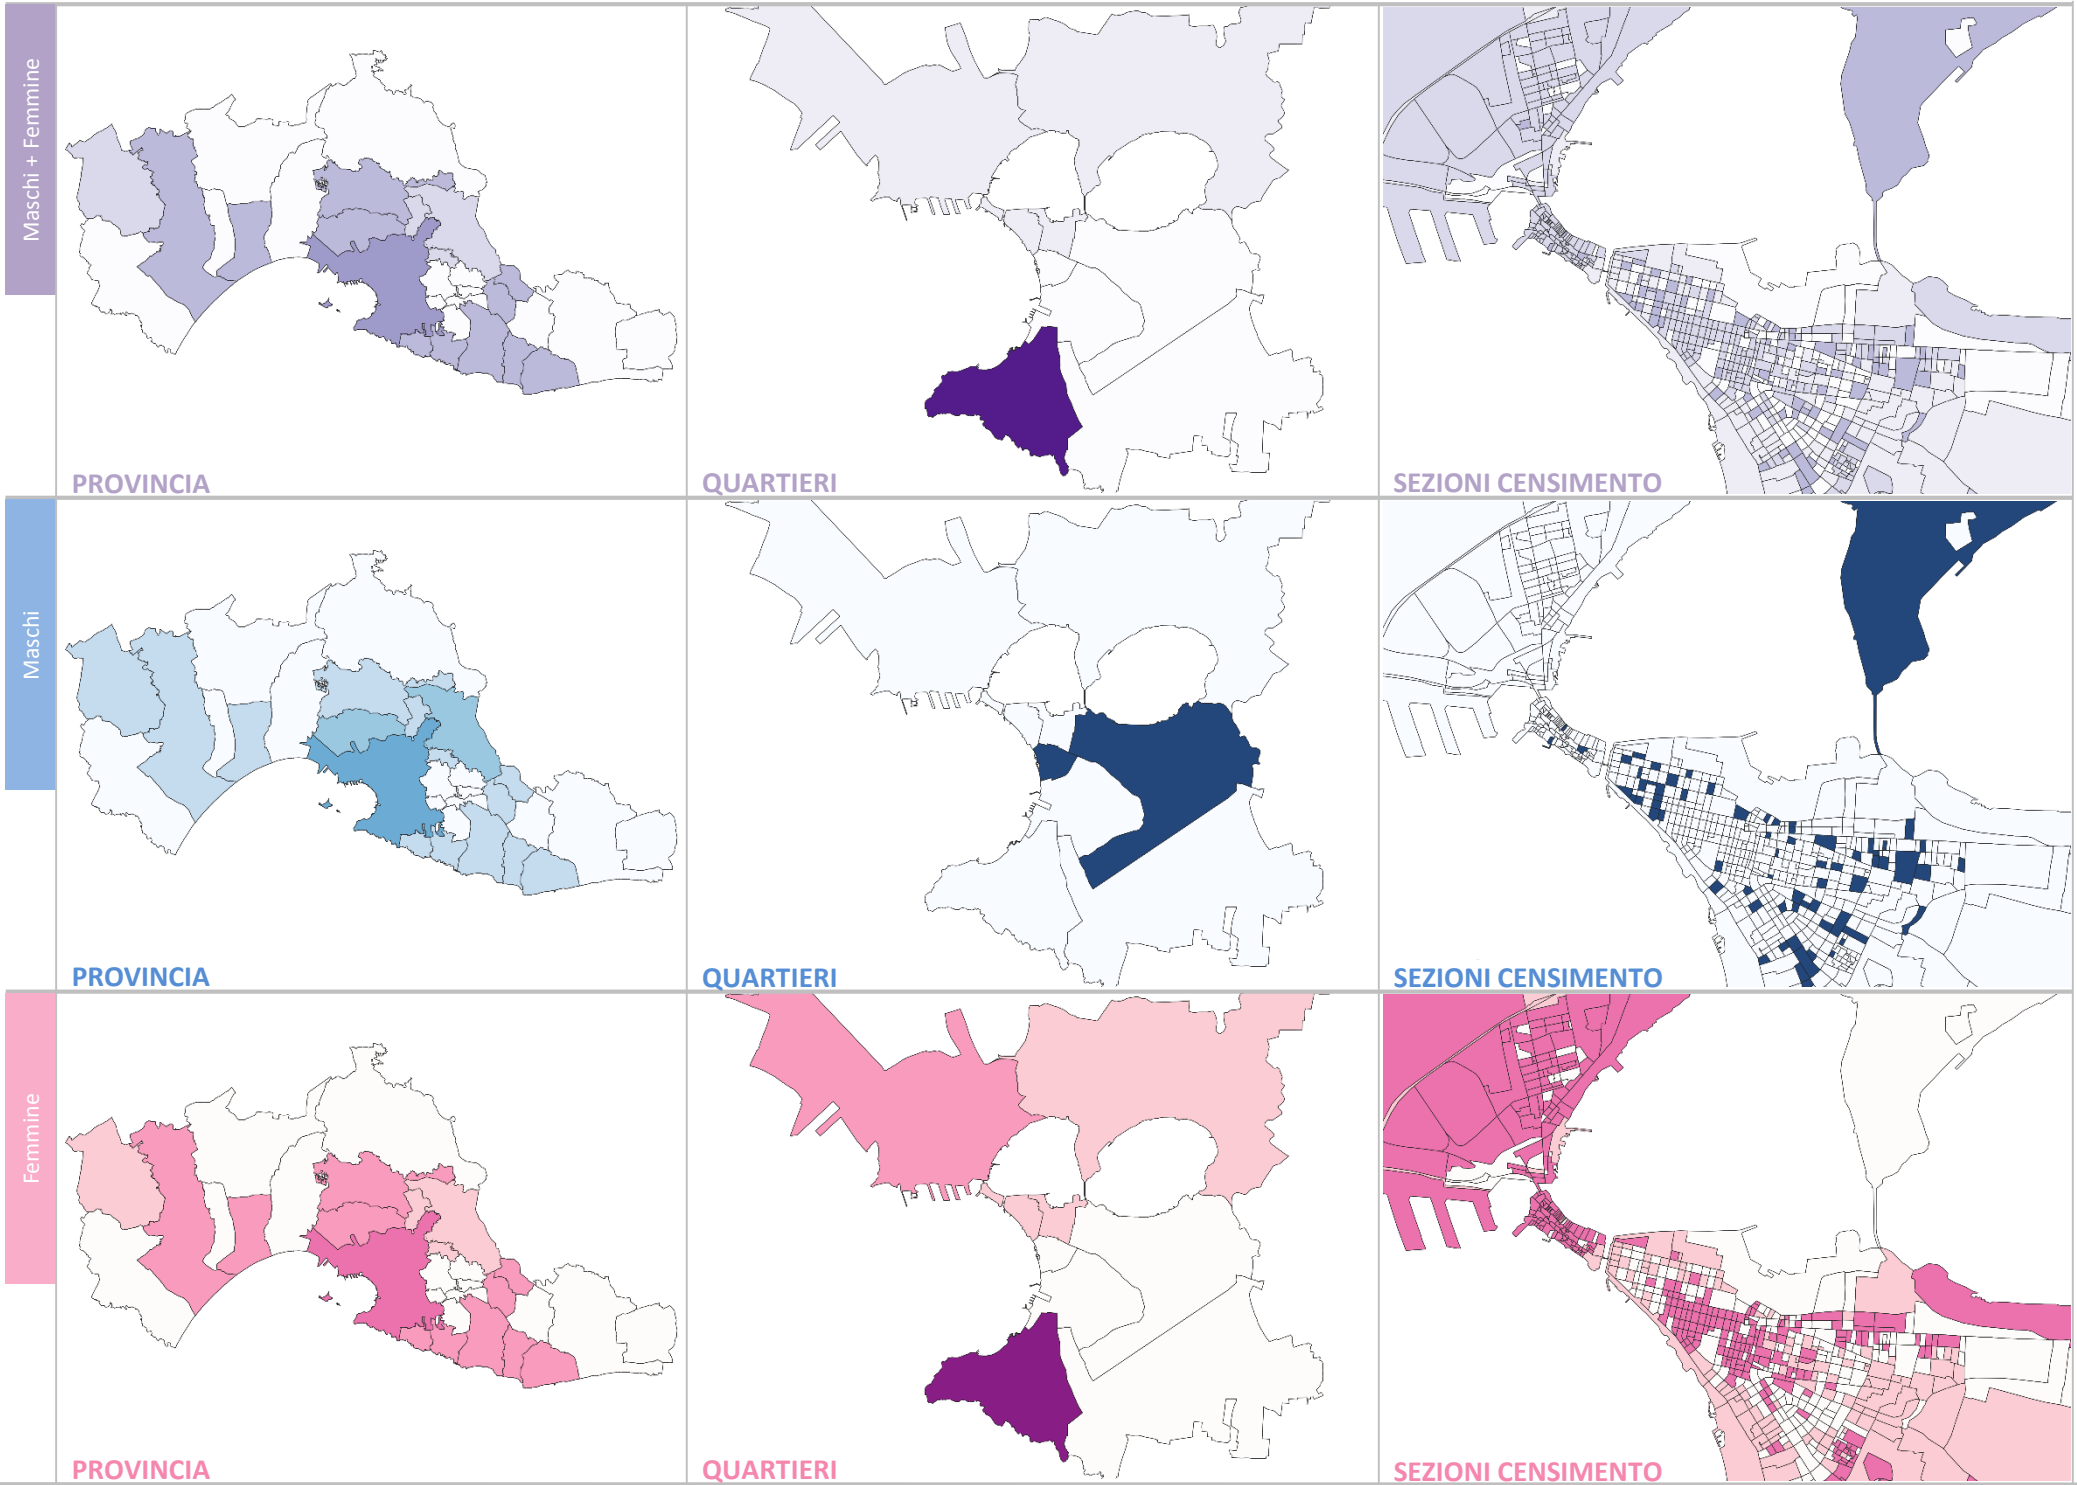 Maschi + Femmine
PROVINCIA
QUARTIERI
SEZIONI CENSIMENTO
Maschi
PROVINCIA
QUARTIERI
SEZIONI CENSIMENTO
Femmine
PROVINCIA
QUARTIERI
SEZIONI CENSIMENTO